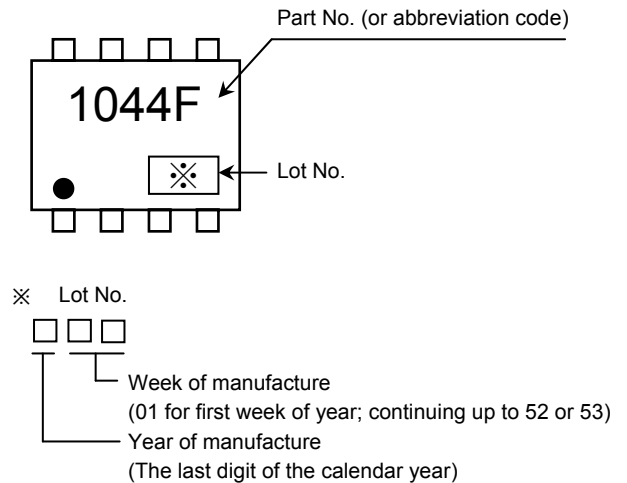 Part No. (or abbreviation code)
1044F
※
Lot No.
※ Lot No.
Week of manufacture
(01 for first week of year; continuing up to 52 or 53)
Year of manufacture
(The last digit of the calendar year)